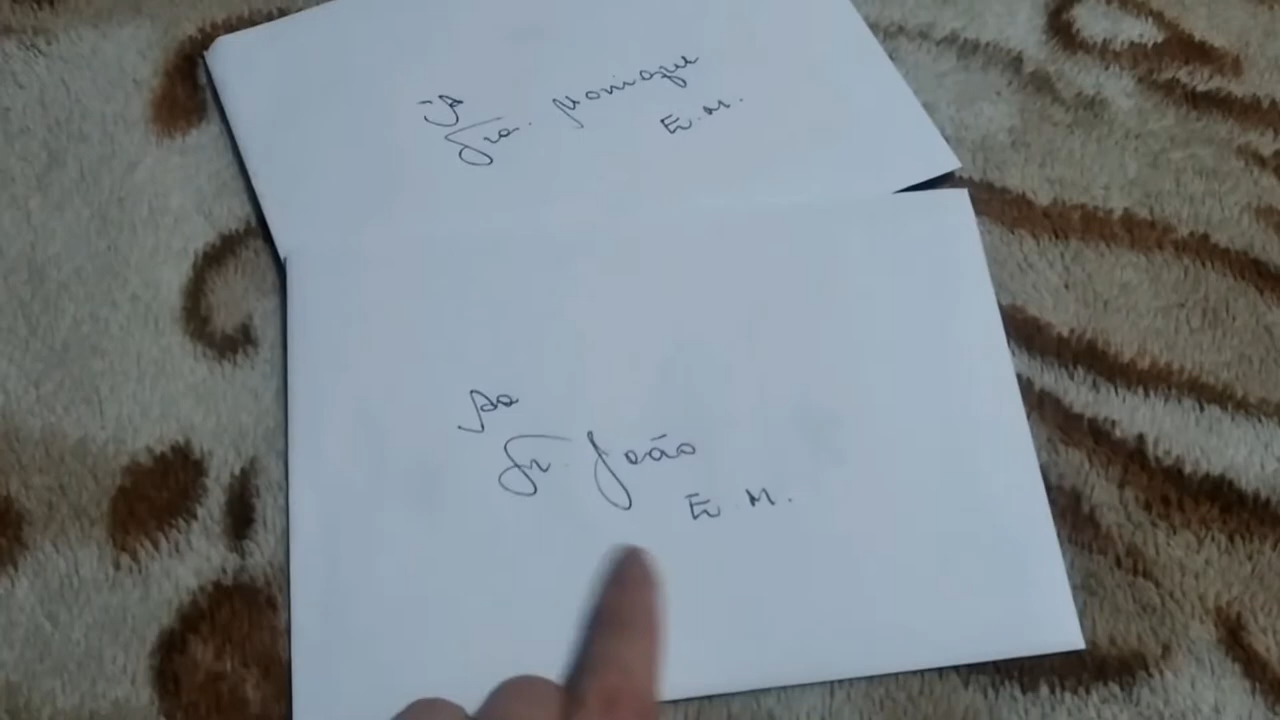 À
Sra. Monique
E.M.
Ao
Sr. João
E.M.